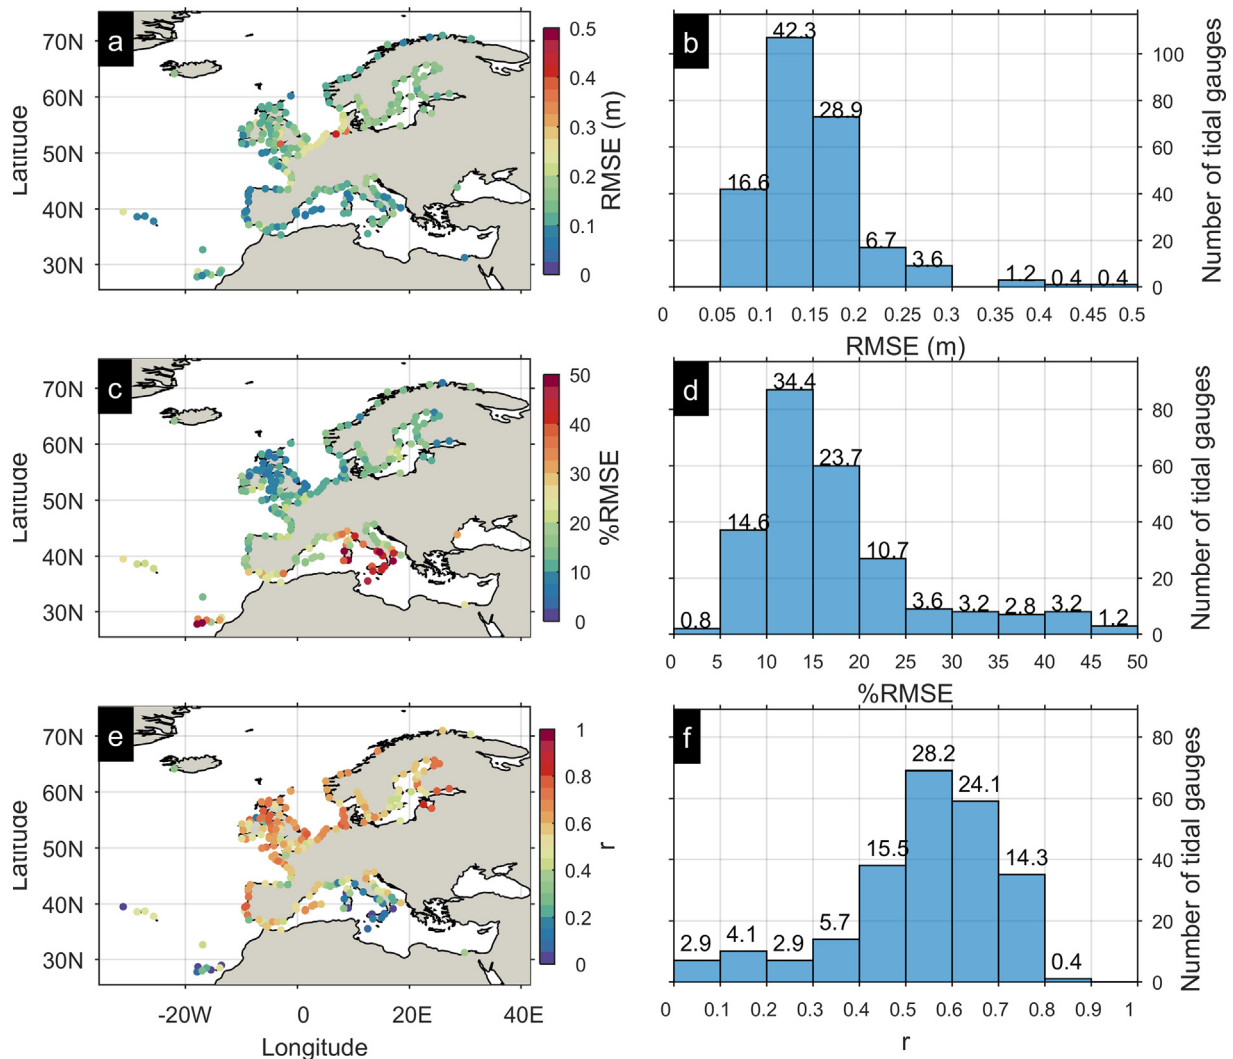 a
70N
60N
50N
40N
30N
Latitude
0.5
0.4
0.3
0.2
0.1
0
RMSE (m)
b
42.3
28.9
16.6
6.7
3.6
1.2
0.4
0.4
100
80
60
40
20
0
Number of tidal gauges
0 0.05 0.1 0.15 0.2 0.25 0.3 0.35 0.4 0.45 0.5
RMSE (m)
c
70N
60N
50N
40N
30N
Latitude
50
40
30
20
10
0
%RMSE
d
34.4
23.7
14.6
10.7
0.8
3.6
3.2
2.8
3.2
1.2
80
60
40
20
0
Number of tidal gauges
0 5 10 15 20 25 30 35 40 45 50
%RMSE
e
70N
60N
50N
40N
30N
Latitude
-20W 0 20E 40E
Longitude
1
0.8
0.6
0.4
0.2
0
r
f
28.2
24.1
15.5
14.3
5.7
2.9
4.1
2.9
0.4
80
60
40
20
0
Number of tidal gauges
0 0.1 0.2 0.3 0.4 0.5 0.6 0.7 0.8 0.9 1
r